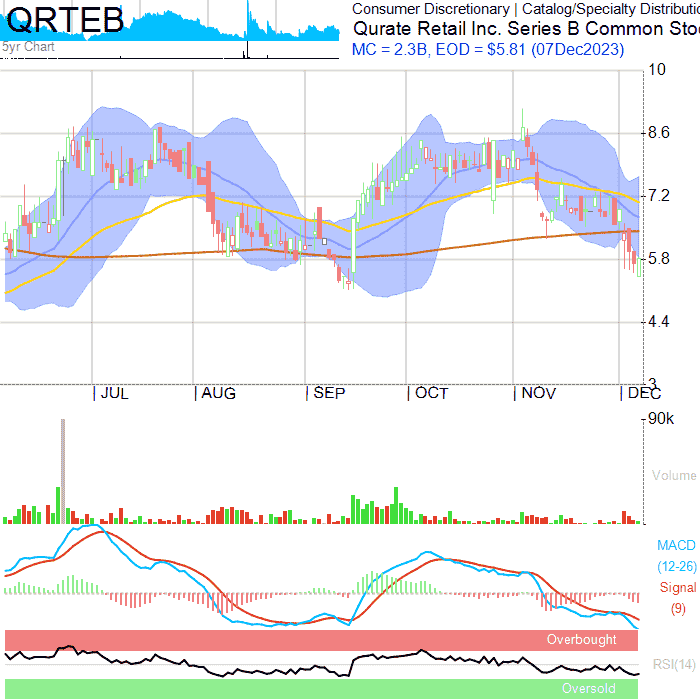 QRTEB
5yr Chart
Consumer Discretionary | Catalog/Specialty Distributio
Qurate Retail Inc. Series B Common Sto
MC = 2.3B, EOD = $5.81 (07Dec2023)
10
8.6
7.2
5.8
4.4
3
JUL AUG SEP OCT NOV DEC
90k
Volume
MACD
(12-26)
Signal
(9)
Overbought
RSI(14)
Oversold